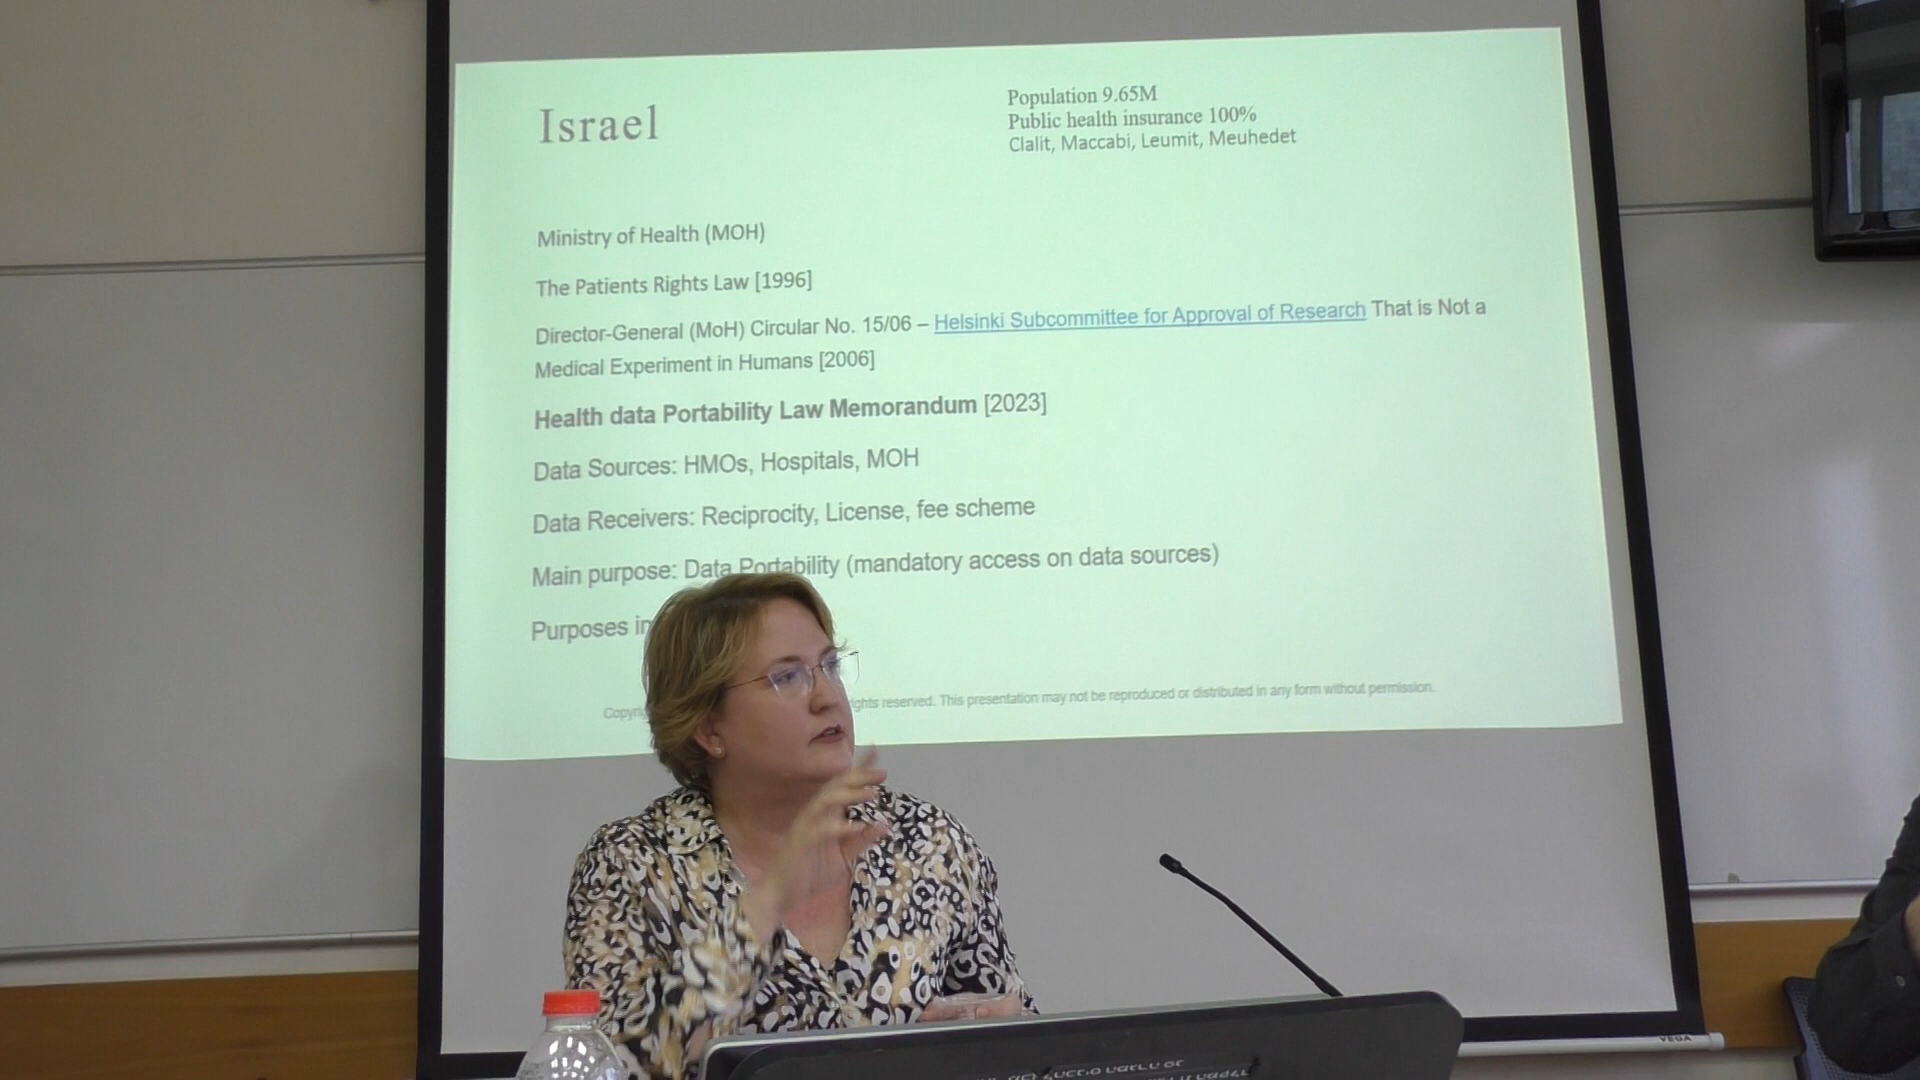 Israel
Population 9.65M
Public health insurance 100%
Clalit, Maccabi, Leumit, Meuhedet
Ministry of Health (MOH)
The Patients Rights Law [1996]
Director-General (MoH) Circular No. 15/06 – Helsinki Subcommittee for Approval of Research That is Not a
Medical Experiment in Humans [2006]
Health data Portability Law Memorandum [2023]
Data Sources: HMOs, Hospitals, MOH
Data Receivers: Reciprocity, License, fee scheme
Main purpose: Data Portability (mandatory access on data sources)
Purposes
reserved. This presentation may not be reproduced or distributed in any form without permission.
VEGA